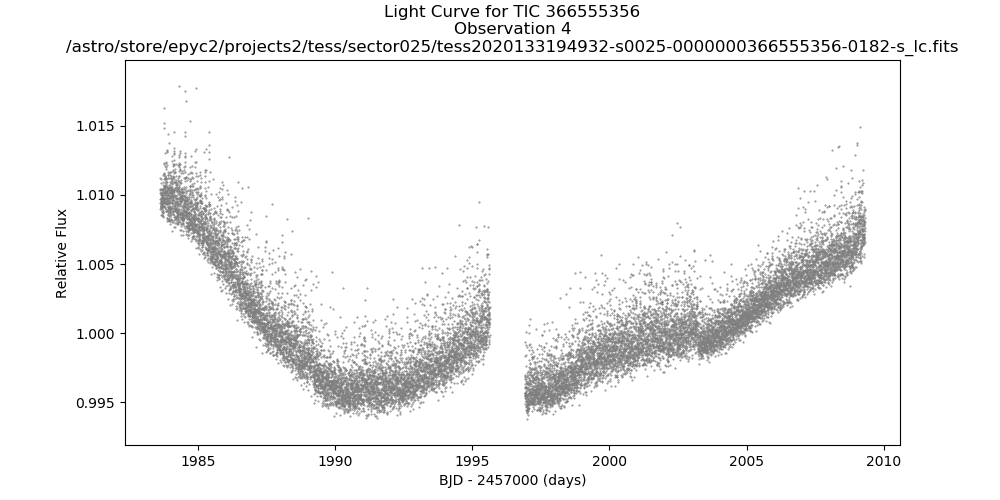 Light Curve for TIC 366555356
Observation 4
/astro/store/epyc2/projects2/tess/sector025/tess2020133194932-s0025-0000000366555356-0182-s_lc.fits
1.015
1.010
1.005
1.000
0.995
Relative Flux
1985
1990
1995
2000
2005
2010
BJD - 2457000 (days)